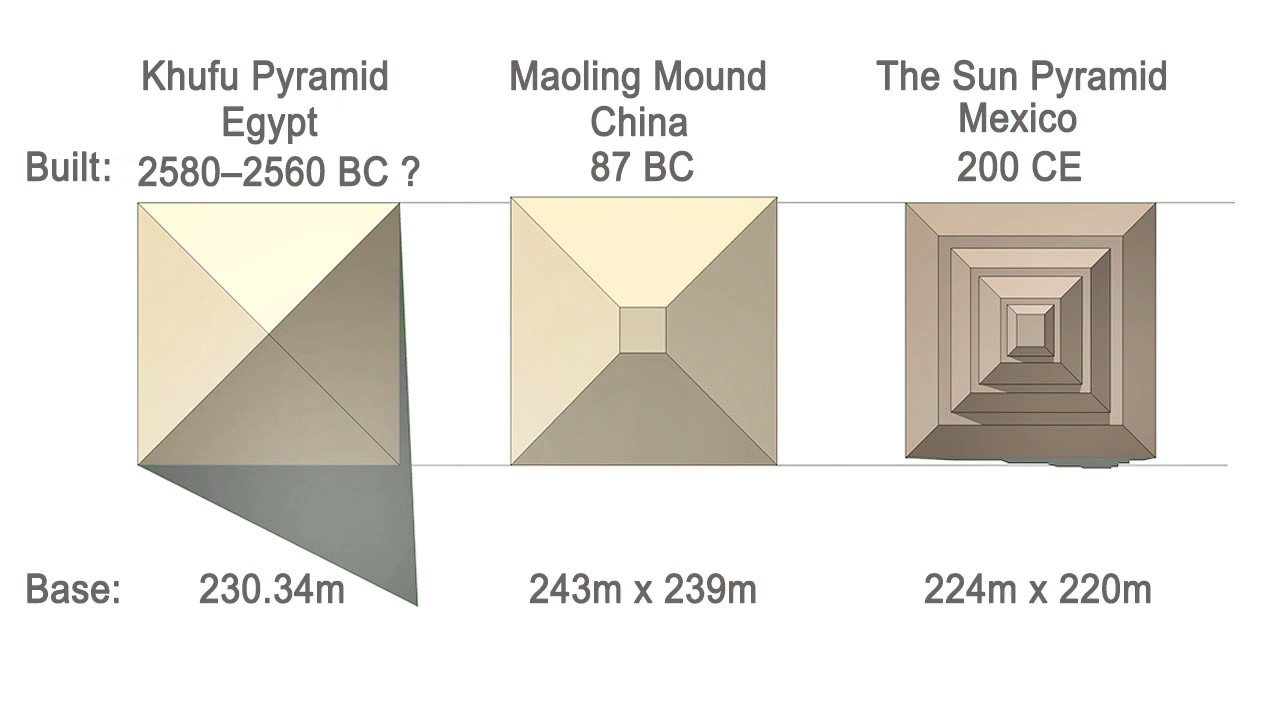 Khufu Pyramid
Egypt
Maoling Mound
China
The Sun Pyramid
Mexico
Built: 2580–2560 BC ?
87 BC
200 CE
Base: 230.34m
243m x 239m
224m x 220m